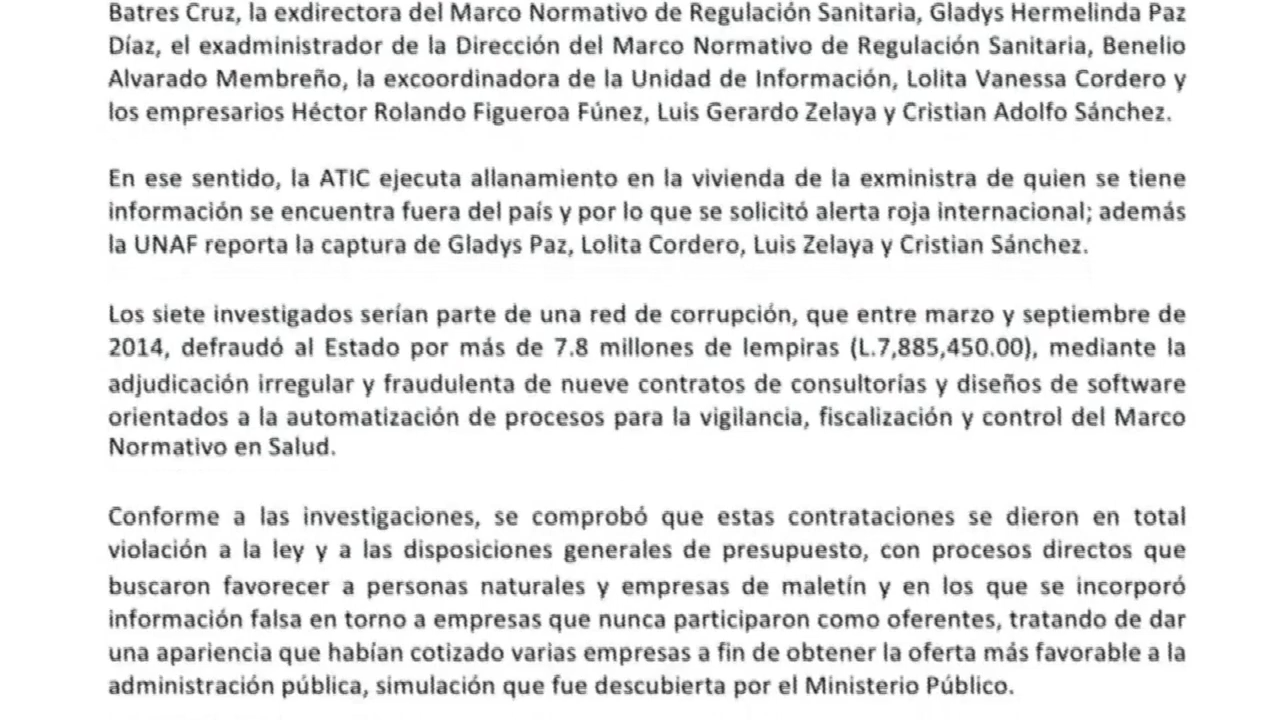 Batres Cruz, la exdirectora del Marco Normativo de Regulación Sanitaria, Gladys Hermelinda Paz
Díaz, el exadministrador de la Dirección del Marco Normativo de Regulación Sanitaria, Benelio
Alvarado Membreño, la excoordinadora de la Unidad de Información, Lolita Vanessa Cordero y
los empresarios Héctor Rolando Figueroa Fúnez, Luis Gerardo Zelaya y Cristian Adolfo Sánchez.
En ese sentido, la ATIC ejecuta allanamiento en la vivienda de la exministra de quien se tiene
información se encuentra fuera del país y por lo que se solicitó alerta roja internacional; además
la UNAF reporta la captura de Gladys Paz, Lolita Cordero, Luis Zelaya y Cristian Sánchez.
Los siete investigados serían parte de una red de corrupción, que entre marzo y septiembre de
2014, defraudó al Estado por más de 7.8 millones de lempiras (L.7,885,450.00), mediante la
adjudicación irregular y fraudulenta de nueve contratos de consultorías y diseños de software
orientados a la automatización de procesos para la vigilancia, fiscalización y control del Marco
Normativo en Salud.
Conforme a las investigaciones, se comprobó que estas contrataciones se dieron en total
violación a la ley y a las disposiciones generales de presupuesto, con procesos directos que
buscaron favorecer a personas naturales y empresas de maletín y en los que se incorporó
información falsa en torno a empresas que nunca participaron como oferentes, tratando de dar
una apariencia que habían cotizado varias empresas a fin de obtener la oferta más favorable a la
administración pública, simulación que fue descubierta por el Ministerio Público.